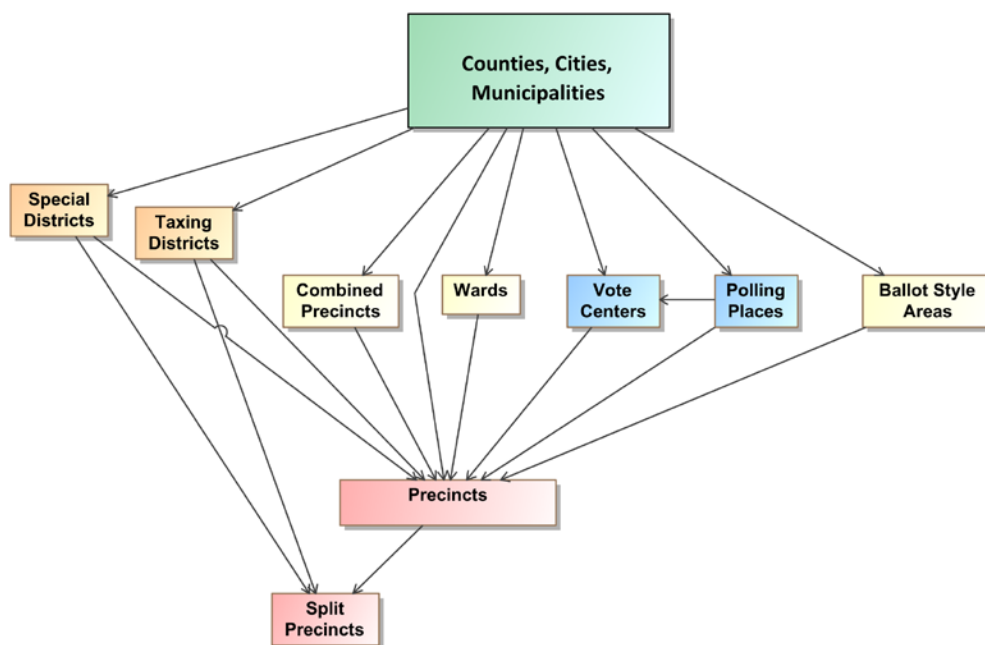 Counties, Cities,
Municipalities
Special
Districts
Taxing
Districts
Combined
Precincts
Wards
Vote
Centers
Polling
Places
Ballot Style
Areas
Precincts
Split
Precincts